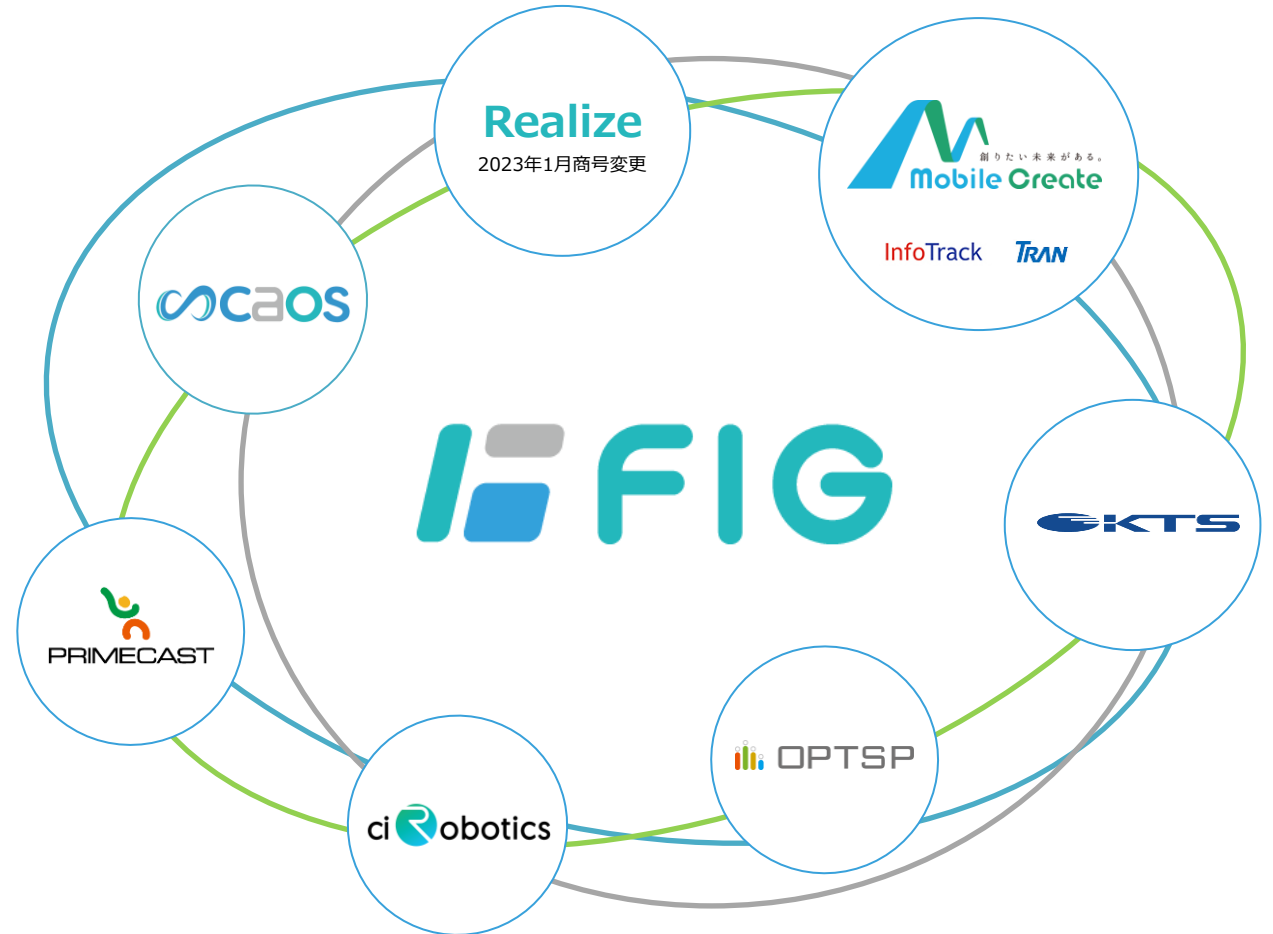 Realize
2023年1月商号変更
創りたい未来がある。
Mobile Create
InfoTrack TRAN
caos
FIG
KTS
PRIMECAST
OPTSP
ciRobotics